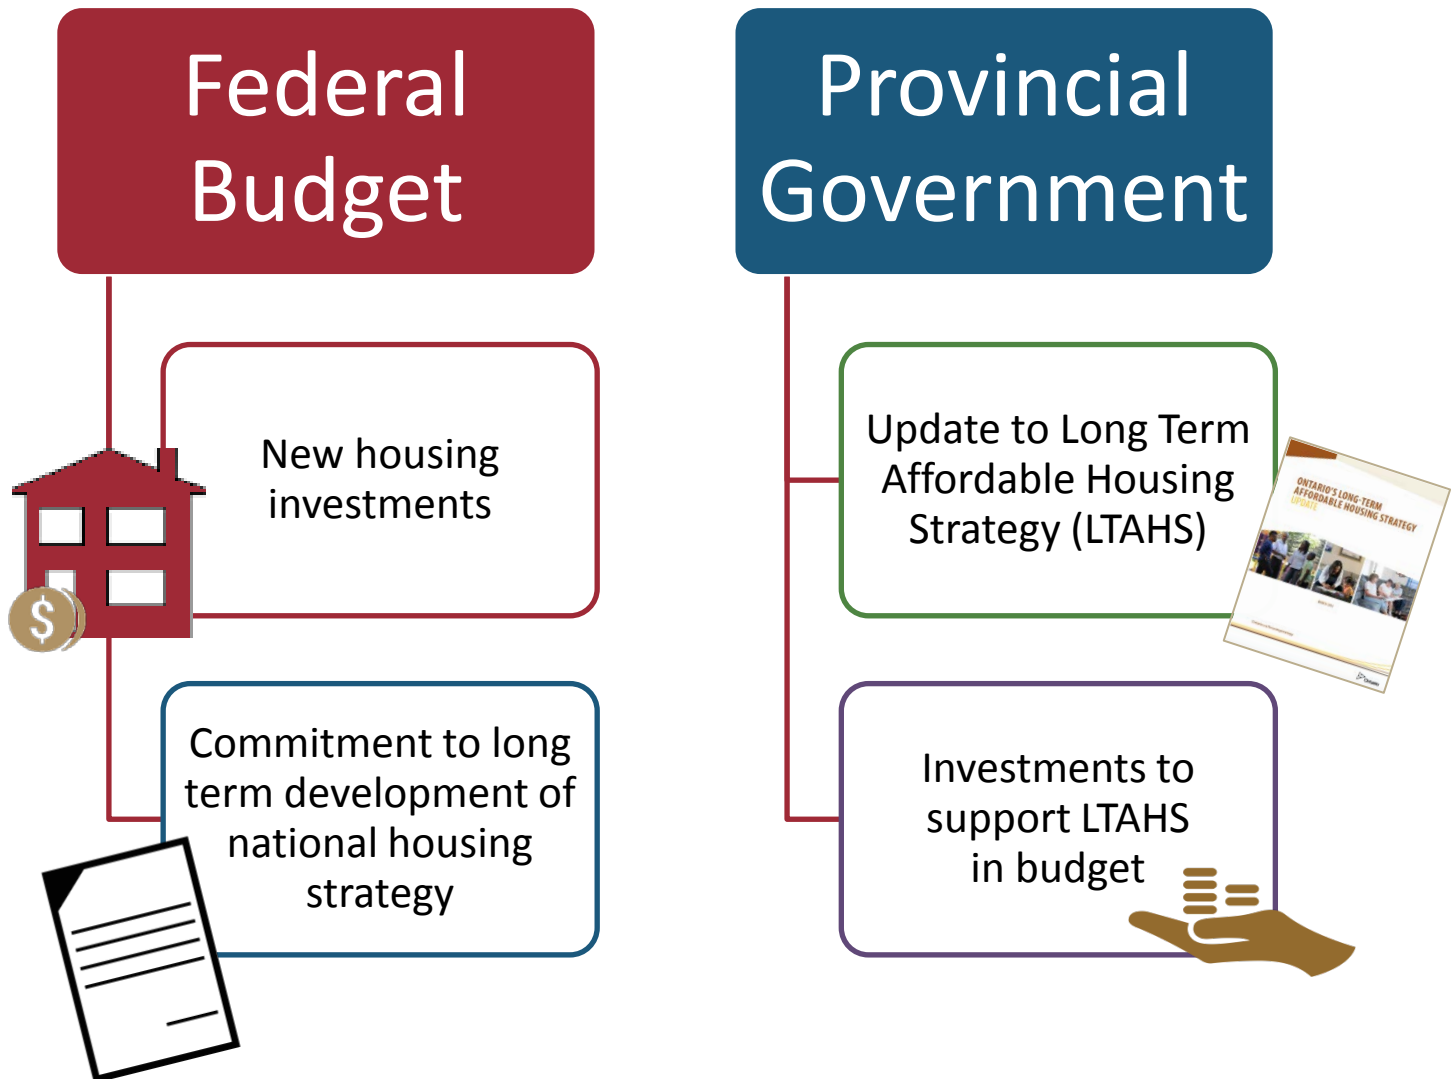 Federal
Budget
New housing
investments
Commitment to long
term development of
national housing
strategy
Provincial
Government
Update to Long Term
Affordable Housing
Strategy (LTAHS)
ONTARIO'S LONG-TERM
AFFORDABLE HOUSING STRATEGY
UPDATE
Ontario
Investments to
support LTAHS
in budget
$